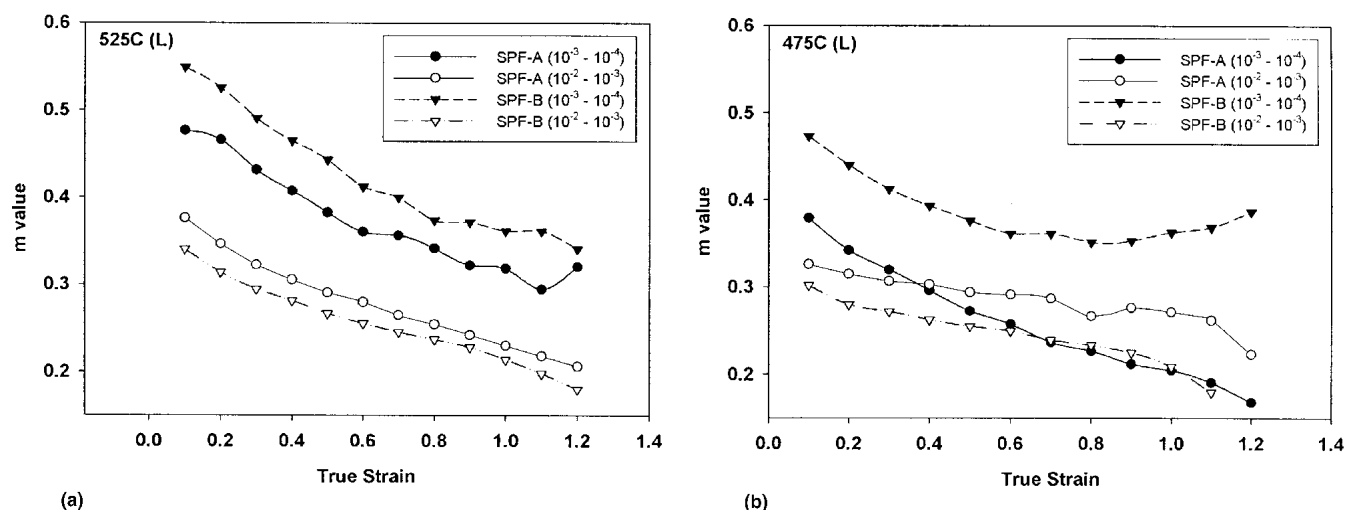 525C (L)
SPF-A (10⁻³ - 10⁻⁴)
SPF-A (10⁻² - 10⁻³)
SPF-B (10⁻³ - 10⁻⁴)
SPF-B (10⁻² - 10⁻³)
m value
0.6
0.5
0.4
0.3
0.2
0.0 0.2 0.4 0.6 0.8 1.0 1.2 1.4
True Strain
(a)
475C (L)
SPF-A (10⁻³ - 10⁻⁴)
SPF-A (10⁻² - 10⁻³)
SPF-B (10⁻³ - 10⁻⁴)
SPF-B (10⁻² - 10⁻³)
m value
0.6
0.5
0.4
0.3
0.2
0.0 0.2 0.4 0.6 0.8 1.0 1.2 1.4
True Strain
(b)